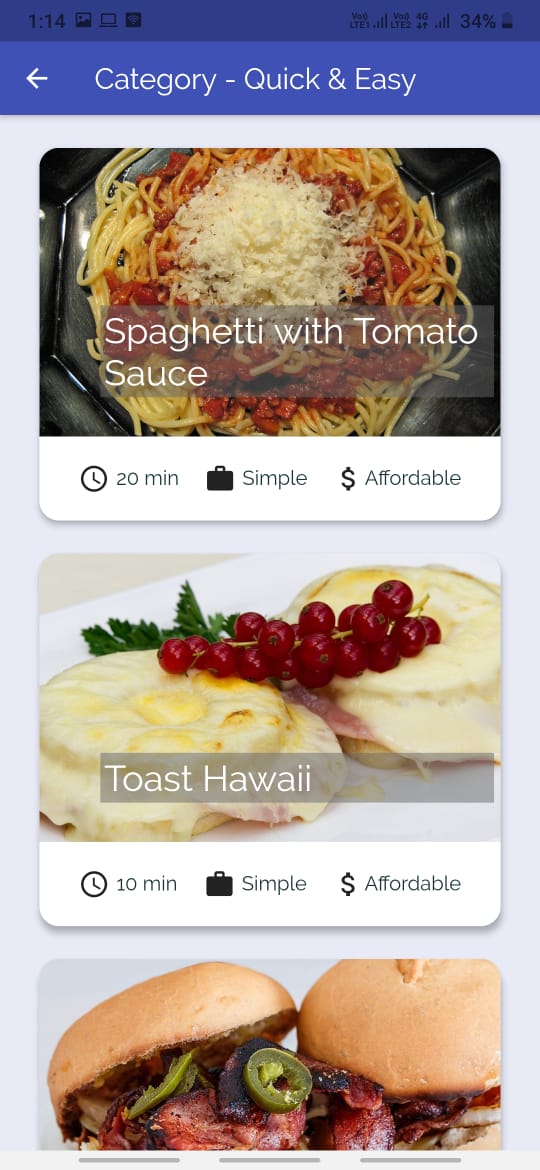 1:14
Vo) LTE1 Vo) LTE2 4G 34%
Category - Quick & Easy
Spaghetti with Tomato
Sauce
20 min Simple $ Affordable
Toast Hawaii
10 min Simple $ Affordable